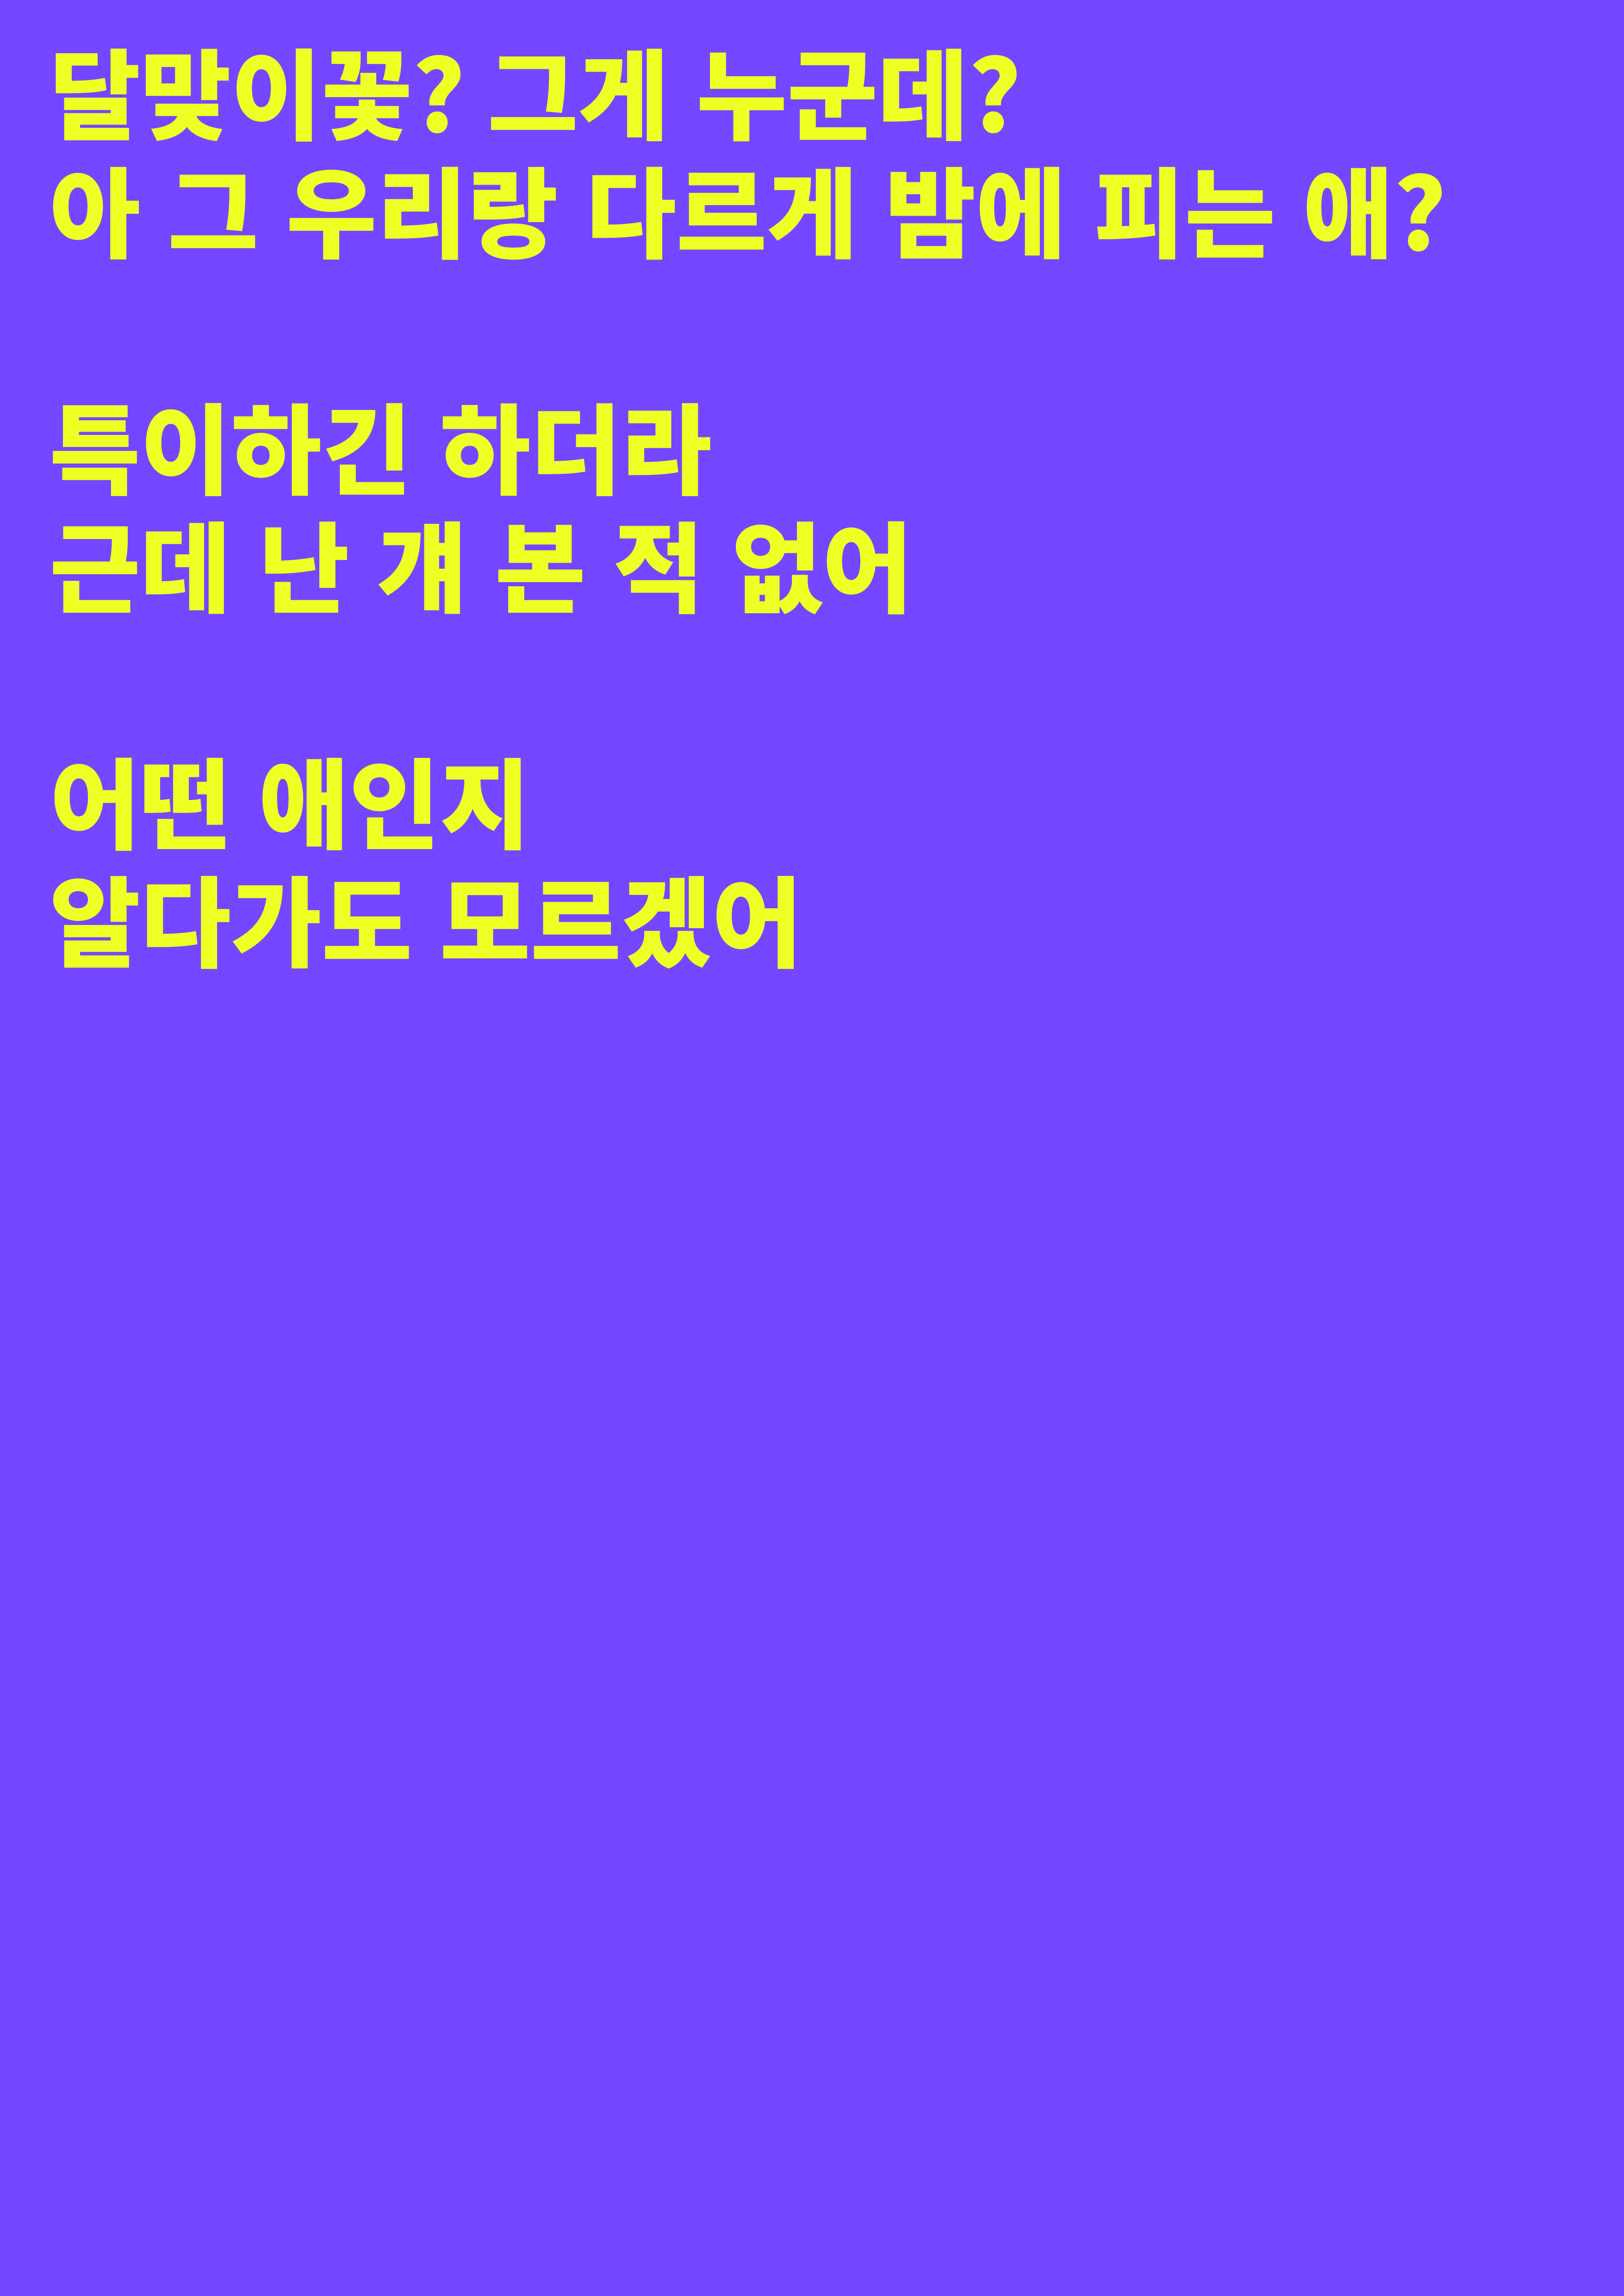 달맞이꽃? 그게 누군데?
아 그 우리랑 다르게 밤에 피는 애?
특이하긴 하더라
근데 난 걔 본 적 없어
어떤 애인지
알다가도 모르겠어